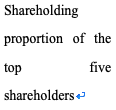 Shareholding
proportion of the
top five
shareholders